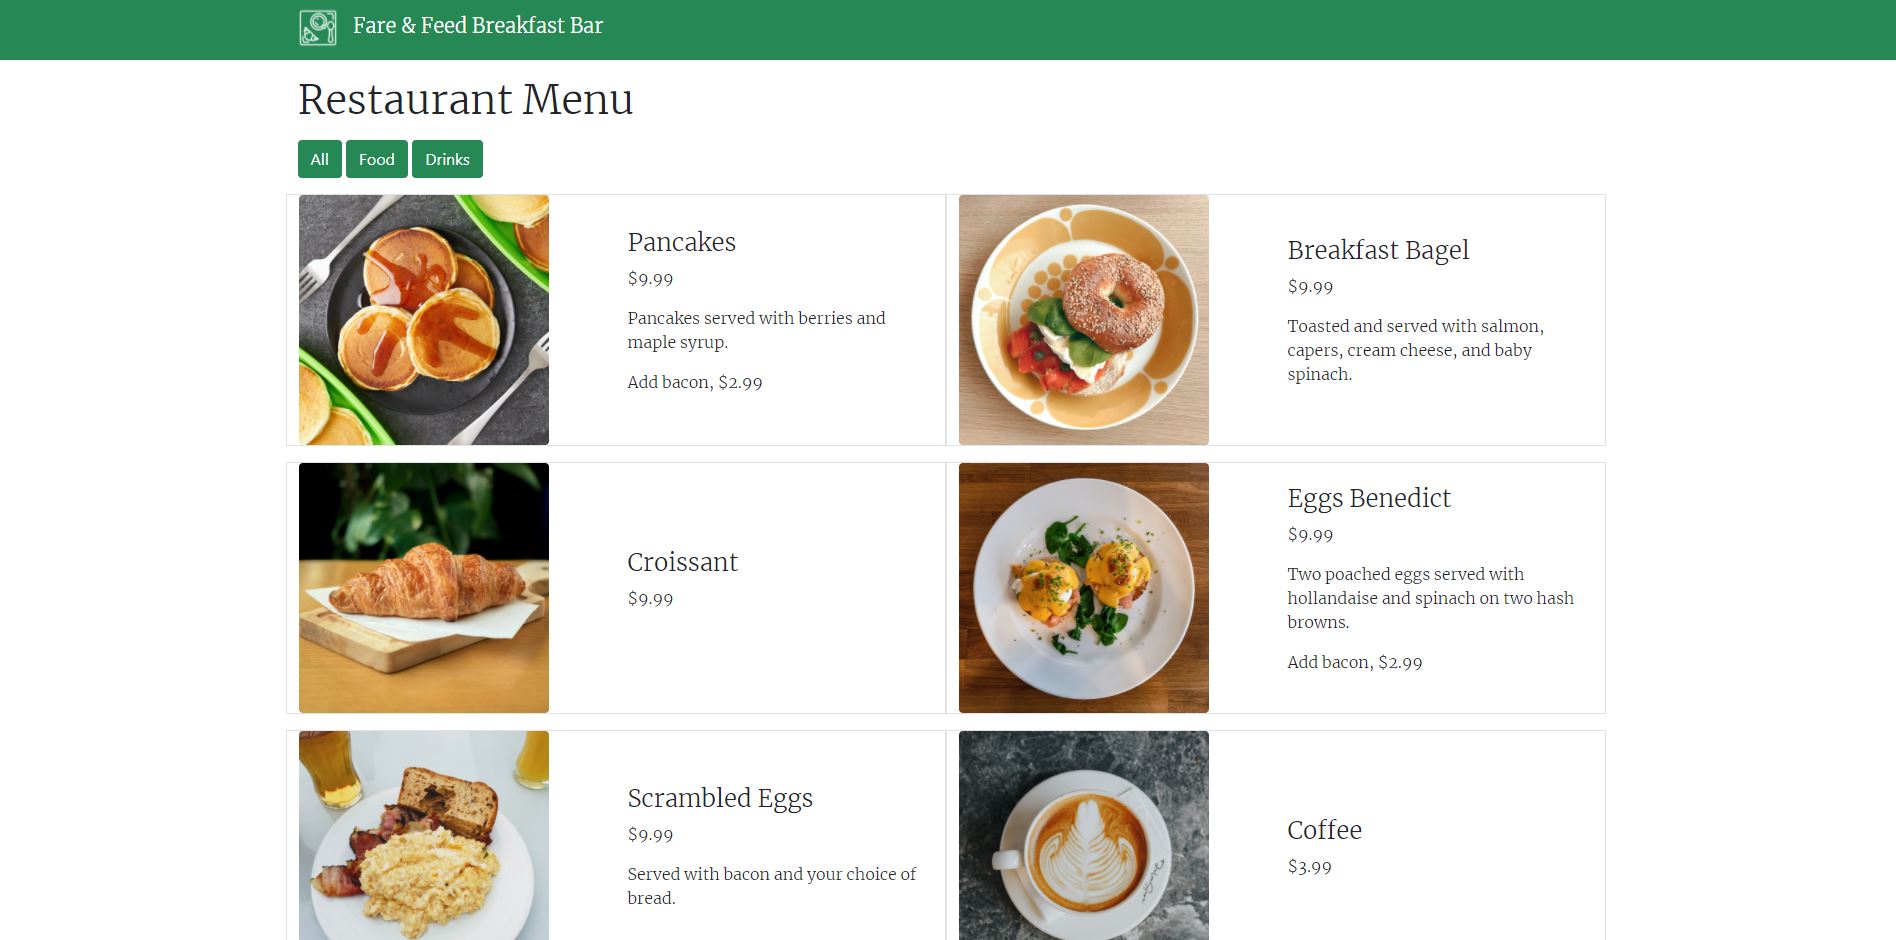 Fare & Feed Breakfast Bar
Restaurant Menu
All
Food
Drinks
Pancakes
$9.99
Pancakes served with berries and
maple syrup.
Add bacon, $2.99
Breakfast Bagel
$9.99
Toasted and served with salmon,
capers, cream cheese, and baby
spinach.
Croissant
$9.99
Eggs Benedict
$9.99
Two poached eggs served with
hollandaise and spinach on two hash
browns.
Add bacon, $2.99
Scrambled Eggs
$9.99
Served with bacon and your choice of
bread.
Coffee
$3.99